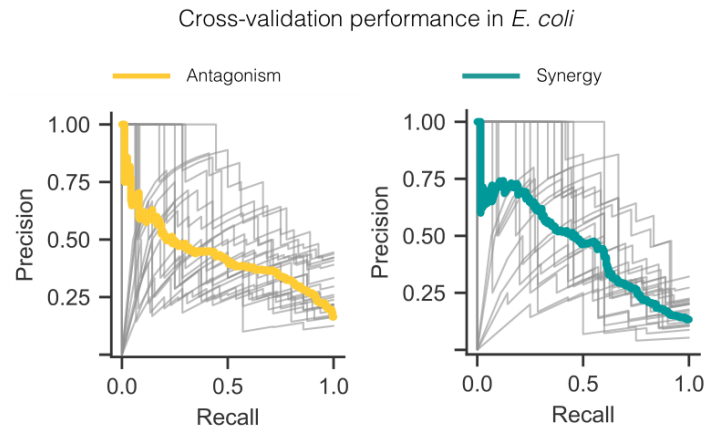 Cross-validation performance in E. coli
Antagonism
Synergy
1.00
0.75
0.50
0.25
Precision
0.0
0.5
1.0
Recall
1.00
0.75
0.50
0.25
Precision
0.0
0.5
1.0
Recall